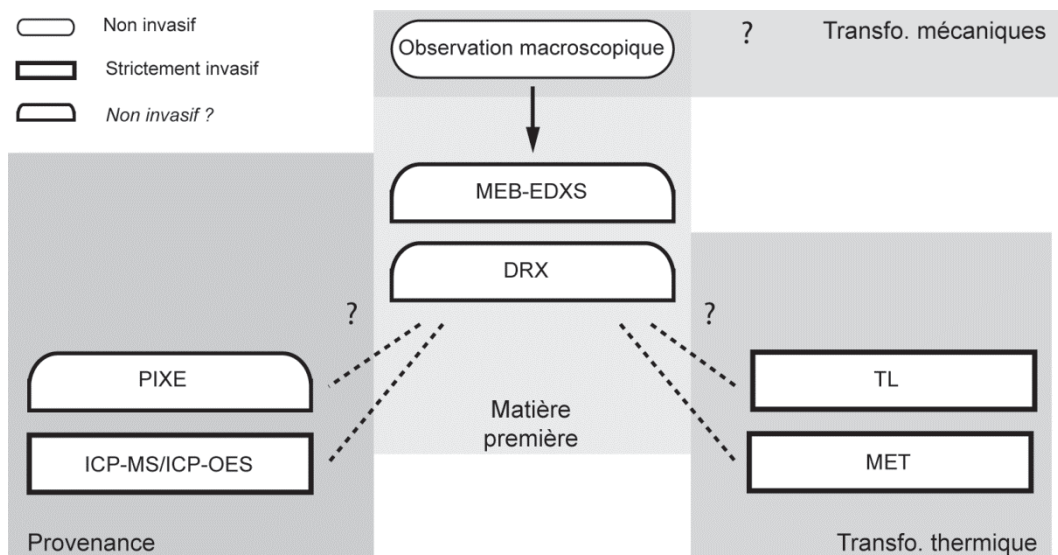 Non invasif
Strictement invasif
Non invasif ?
Observation macroscopique
?
Transfo. mécaniques
MEB-EDXS
DRX
?
?
PIXE
TL
Matière
première
ICP-MS/ICP-OES
MET
Provenance
Transfo. thermique